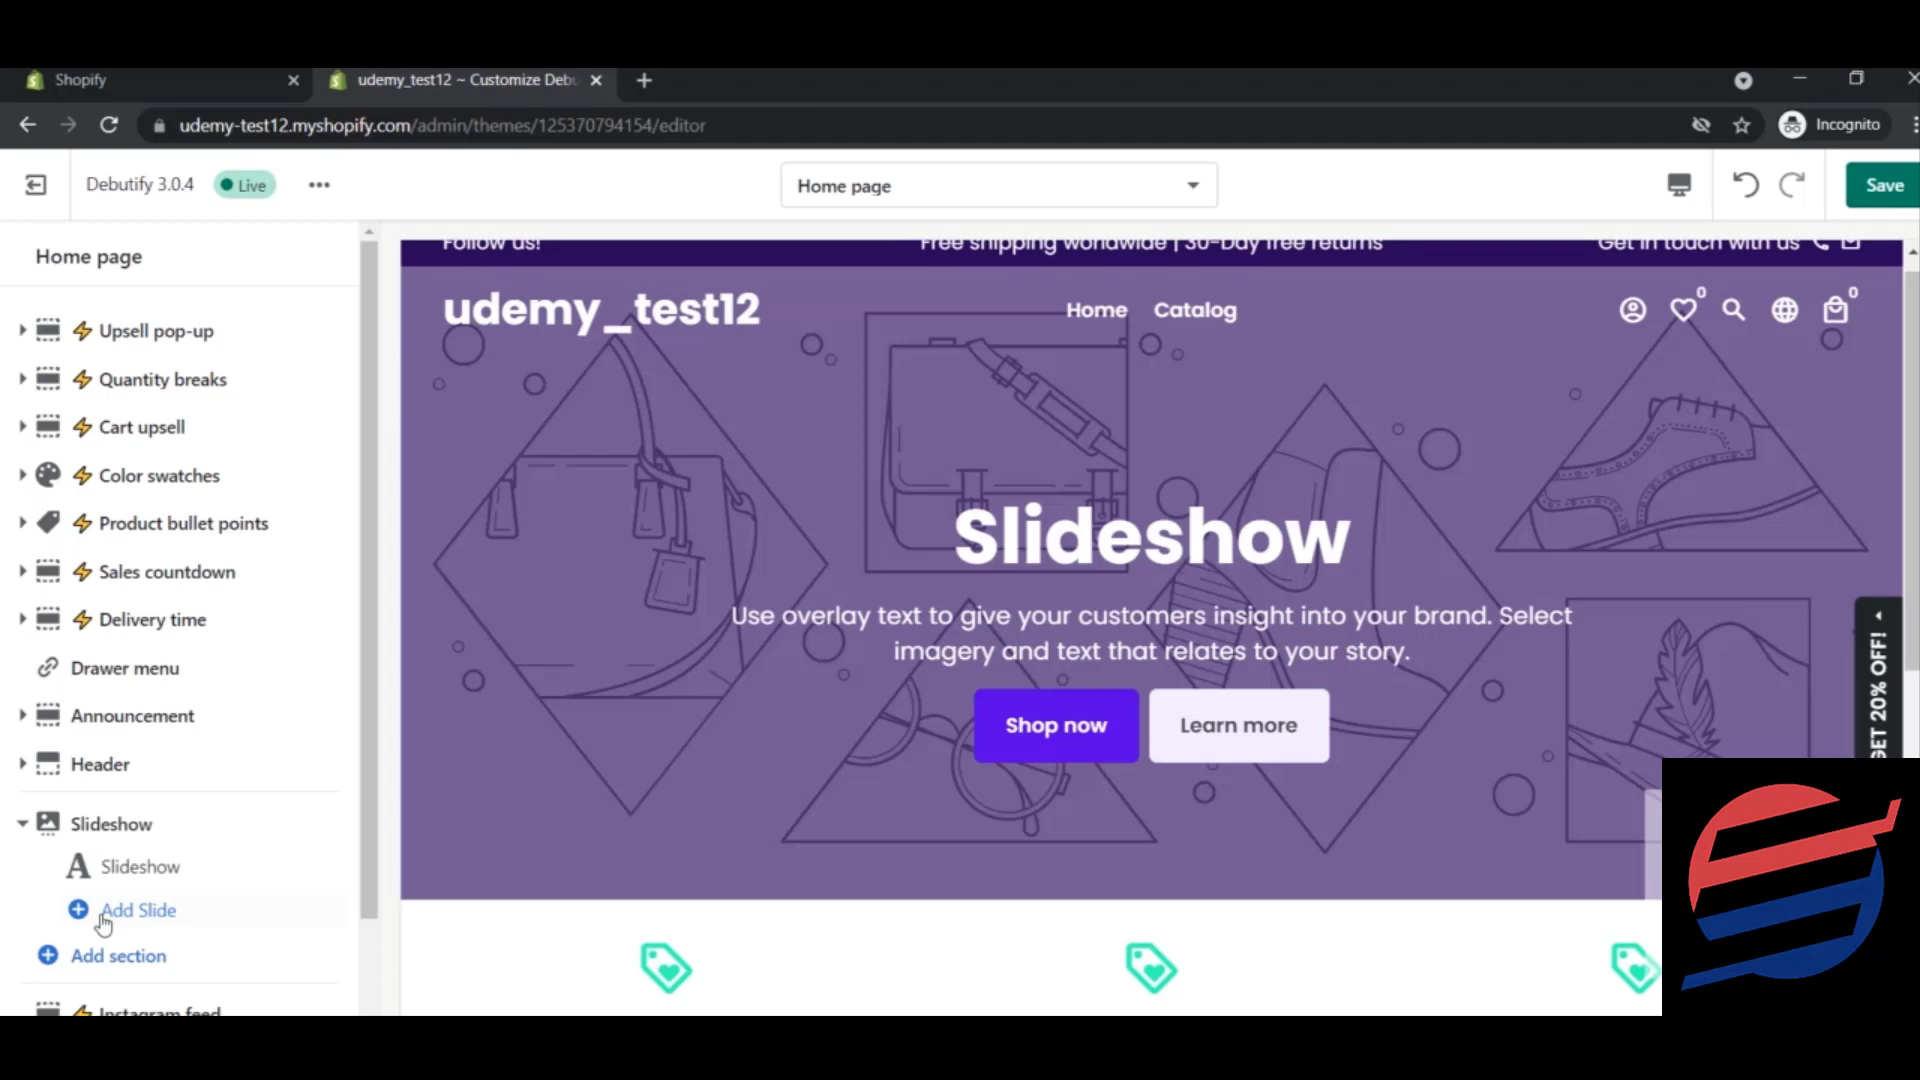 Shopify
udemy_test12 ~ Customize Debu
udemy-test12.myshopify.com/admin/themes/125370794154/editor
Incognito
Debutify 3.0.4
Live
Home page
Save
Home page
Upsell pop-up
Quantity breaks
Cart upsell
Color swatches
Product bullet points
Sales countdown
Delivery time
Drawer menu
Announcement
Header
Slideshow
Slideshow
Add Slide
Add section
Instagram feed
Follow us!
Free shipping worldwide | 30-Day free returns
Get in touch with us
udemy_test12
Home
Catalog
0
0
Slideshow
Use overlay text to give your customers insight into your brand. Select
imagery and text that relates to your story.
Shop now
Learn more
GET 20% OFF!